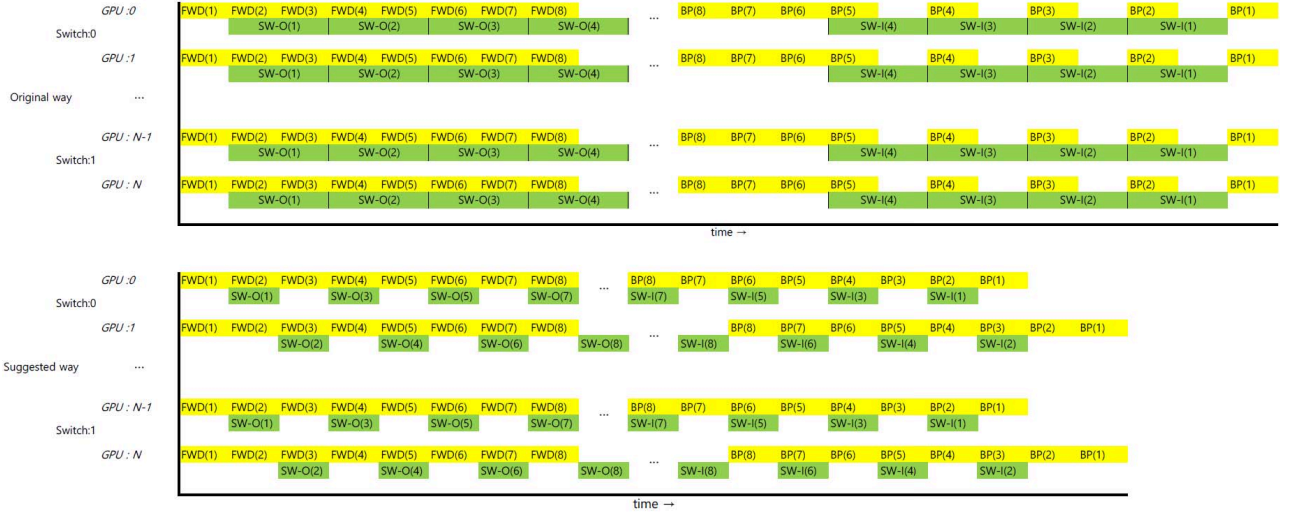 GPU :0 FWD(1) FWD(2) FWD(3) FWD(4) FWD(5) FWD(6) FWD(7) FWD(8) ... BP(8) BP(7) BP(6) BP(5) BP(4) BP(3) BP(2) BP(1)
SW-O(1) SW-O(2) SW-O(3) SW-O(4) SW-I(4) SW-I(3) SW-I(2) SW-I(1)
Switch:0
GPU :1 FWD(1) FWD(2) FWD(3) FWD(4) FWD(5) FWD(6) FWD(7) FWD(8) ... BP(8) BP(7) BP(6) BP(5) BP(4) BP(3) BP(2) BP(1)
SW-O(1) SW-O(2) SW-O(3) SW-O(4) SW-I(4) SW-I(3) SW-I(2) SW-I(1)
Original way ...
GPU : N-1 FWD(1) FWD(2) FWD(3) FWD(4) FWD(5) FWD(6) FWD(7) FWD(8) ... BP(8) BP(7) BP(6) BP(5) BP(4) BP(3) BP(2) BP(1)
SW-O(1) SW-O(2) SW-O(3) SW-O(4) SW-I(4) SW-I(3) SW-I(2) SW-I(1)
Switch:1
GPU : N FWD(1) FWD(2) FWD(3) FWD(4) FWD(5) FWD(6) FWD(7) FWD(8) ... BP(8) BP(7) BP(6) BP(5) BP(4) BP(3) BP(2) BP(1)
SW-O(1) SW-O(2) SW-O(3) SW-O(4) SW-I(4) SW-I(3) SW-I(2) SW-I(1)
time →
GPU :0 FWD(1) FWD(2) FWD(3) FWD(4) FWD(5) FWD(6) FWD(7) FWD(8) ... BP(8) BP(7) BP(6) BP(5) BP(4) BP(3) BP(2) BP(1)
SW-O(1) SW-O(3) SW-O(5) SW-O(7) SW-I(7) SW-I(5) SW-I(3) SW-I(1)
Switch:0
GPU :1 FWD(1) FWD(2) FWD(3) FWD(4) FWD(5) FWD(6) FWD(7) FWD(8) ... BP(8) BP(7) BP(6) BP(5) BP(4) BP(3) BP(2) BP(1)
SW-O(2) SW-O(4) SW-O(6) SW-O(8) SW-I(8) SW-I(6) SW-I(4) SW-I(2)
Suggested way ...
GPU : N-1 FWD(1) FWD(2) FWD(3) FWD(4) FWD(5) FWD(6) FWD(7) FWD(8) ... BP(8) BP(7) BP(6) BP(5) BP(4) BP(3) BP(2) BP(1)
SW-O(1) SW-O(3) SW-O(5) SW-O(7) SW-I(7) SW-I(5) SW-I(3) SW-I(1)
Switch:1
GPU : N FWD(1) FWD(2) FWD(3) FWD(4) FWD(5) FWD(6) FWD(7) FWD(8) ... BP(8) BP(7) BP(6) BP(5) BP(4) BP(3) BP(2) BP(1)
SW-O(2) SW-O(4) SW-O(6) SW-O(8) SW-I(8) SW-I(6) SW-I(4) SW-I(2)
time →